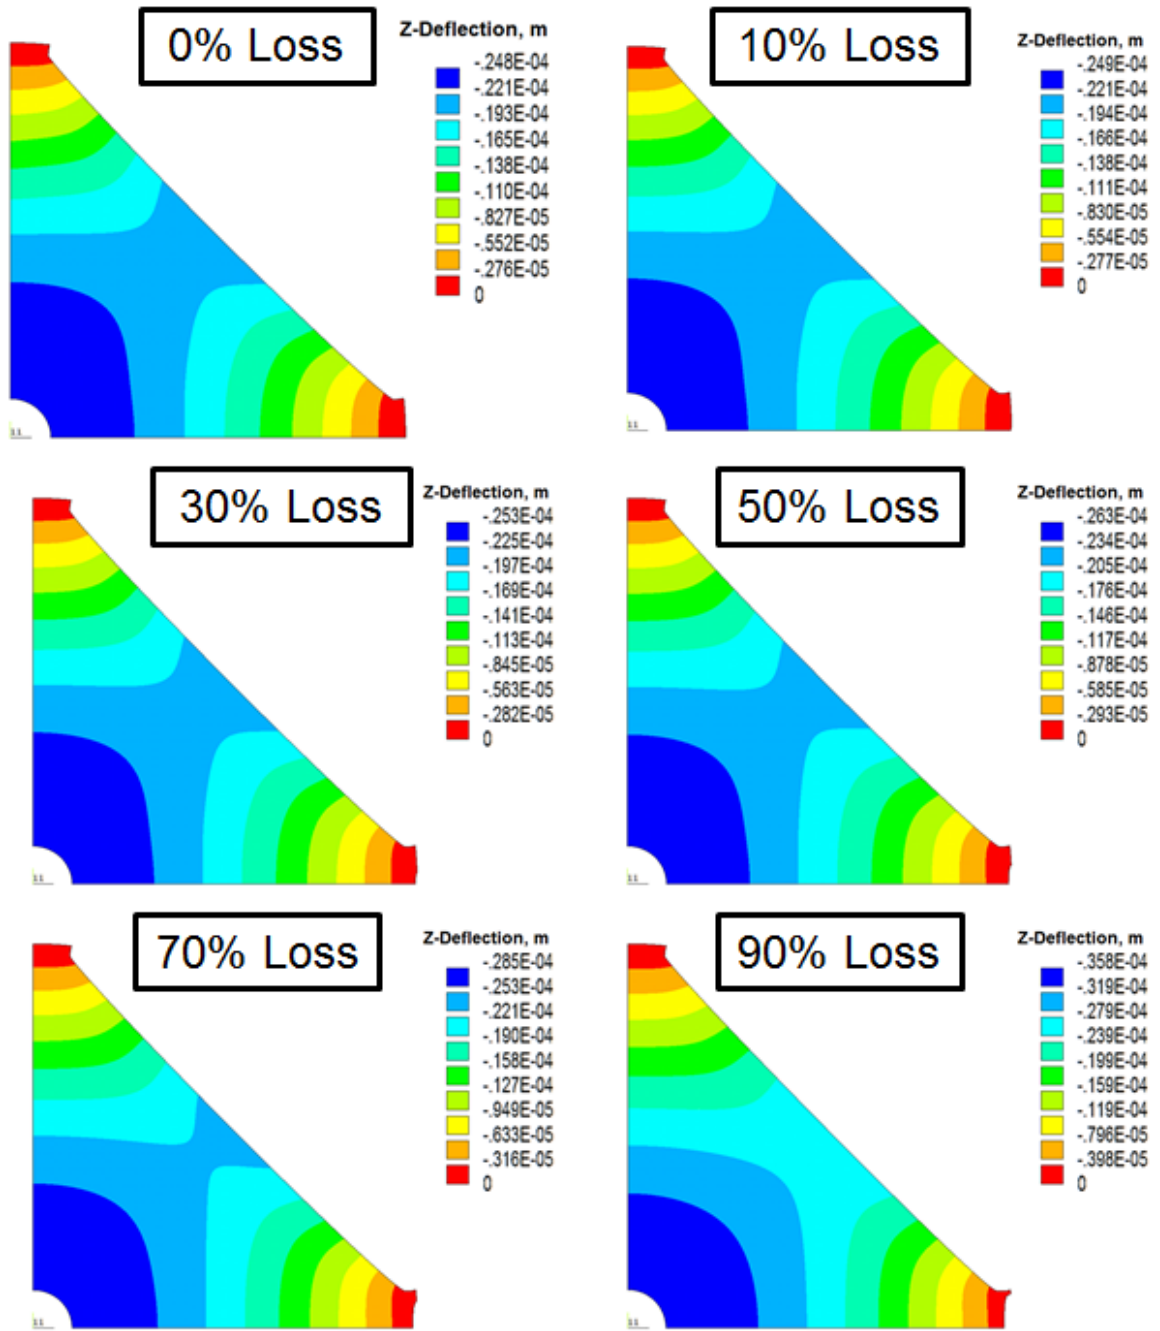 0% Loss
Z-Deflection, m
-.248E-04
-.221E-04
-.193E-04
-.165E-04
-.138E-04
-.110E-04
-.827E-05
-.552E-05
-.276E-05
0
11
10% Loss
Z-Deflection, m
-.249E-04
-.221E-04
-.194E-04
-.166E-04
-.138E-04
-.111E-04
-.830E-05
-.554E-05
-.277E-05
0
11
30% Loss
Z-Deflection, m
-.253E-04
-.225E-04
-.197E-04
-.169E-04
-.141E-04
-.113E-04
-.845E-05
-.563E-05
-.282E-05
0
11
50% Loss
Z-Deflection, m
-.263E-04
-.234E-04
-.205E-04
-.176E-04
-.146E-04
-.117E-04
-.878E-05
-.585E-05
-.293E-05
0
11
70% Loss
Z-Deflection, m
-.285E-04
-.253E-04
-.221E-04
-.190E-04
-.158E-04
-.127E-04
-.949E-05
-.633E-05
-.316E-05
0
11
90% Loss
Z-Deflection, m
-.358E-04
-.319E-04
-.279E-04
-.239E-04
-.199E-04
-.159E-04
-.119E-04
-.796E-05
-.398E-05
0
11